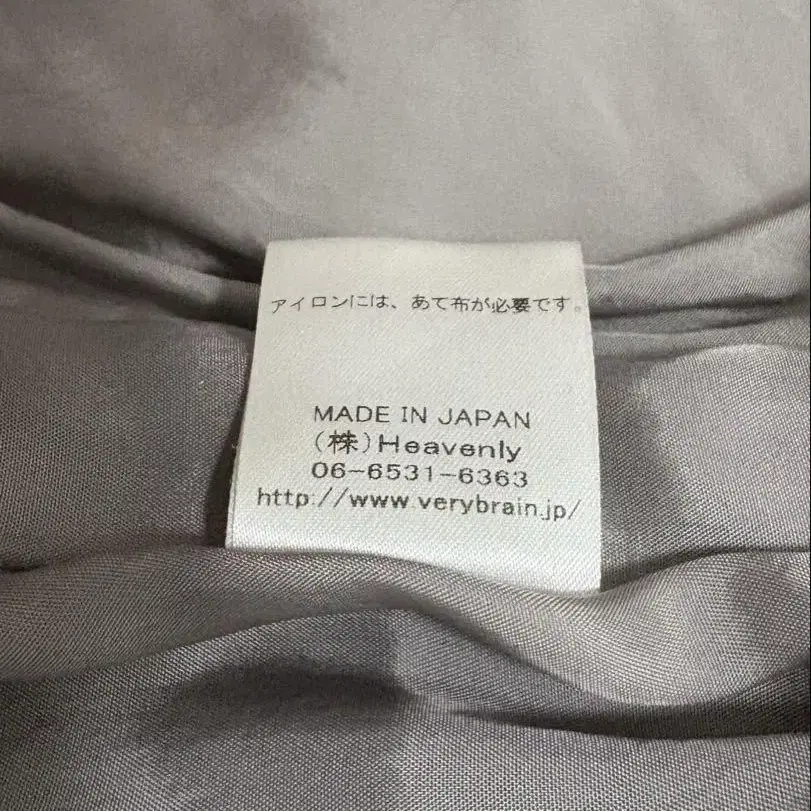 アイロンには、あて布が必要です。
MADE IN JAPAN
(株)Heavenly
06-6531-6363
http://www.verybrain.jp/